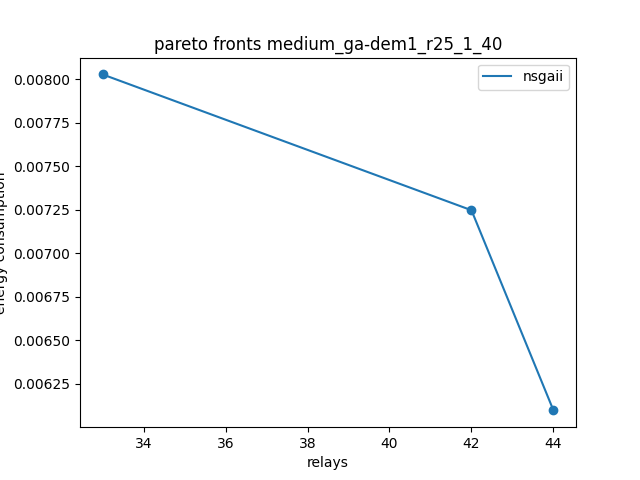 pareto fronts medium_ga-dem1_r25_1_40
nsgaii
0.00800
0.00775
0.00750
0.00725
0.00700
0.00675
0.00650
0.00625
energy consumption
34 36 38 40 42 44
relays